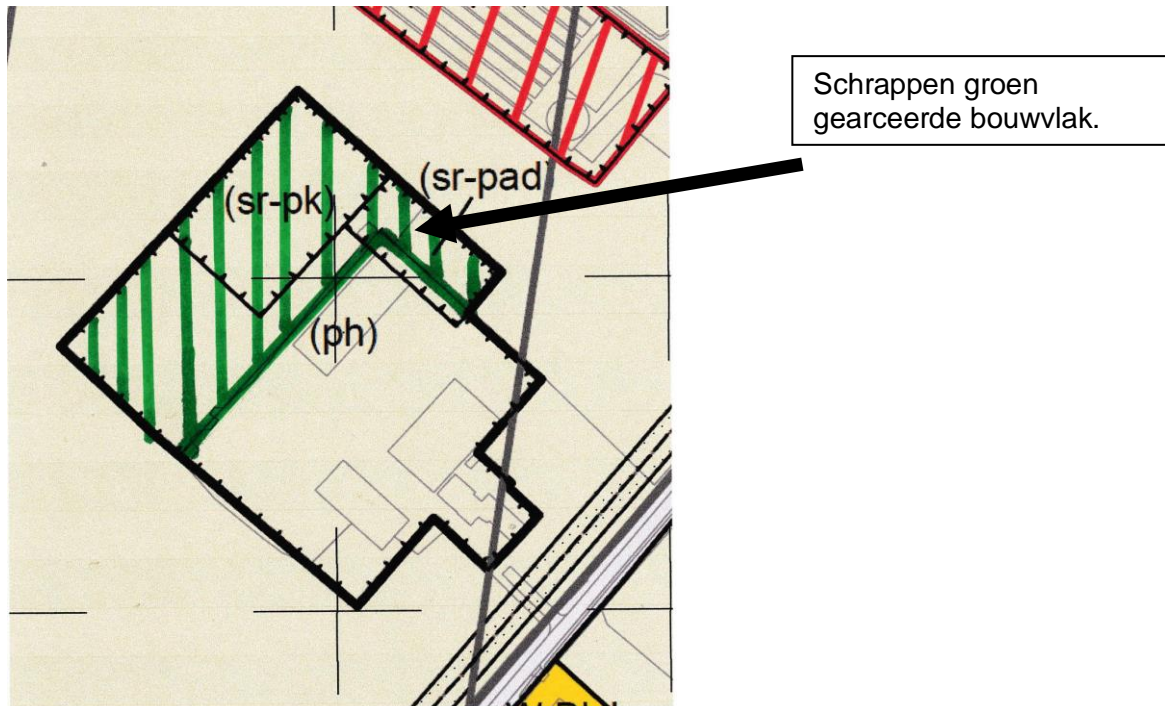 Schrappen groen
gearceerde bouwvlak.
(sr-pad)
(sr-pk)
(ph)